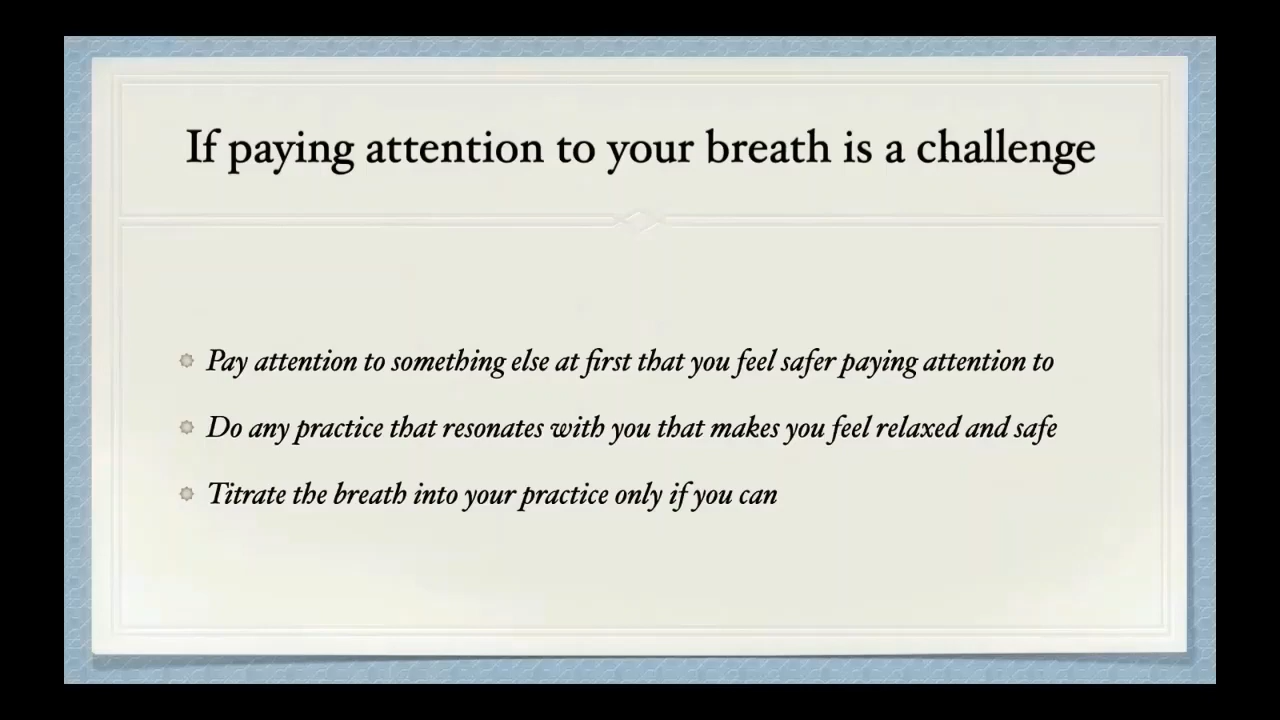 If paying attention to your breath is a challenge
Pay attention to something else at first that you feel safer paying attention to
Do any practice that resonates with you that makes you feel relaxed and safe
Titrate the breath into your practice only if you can